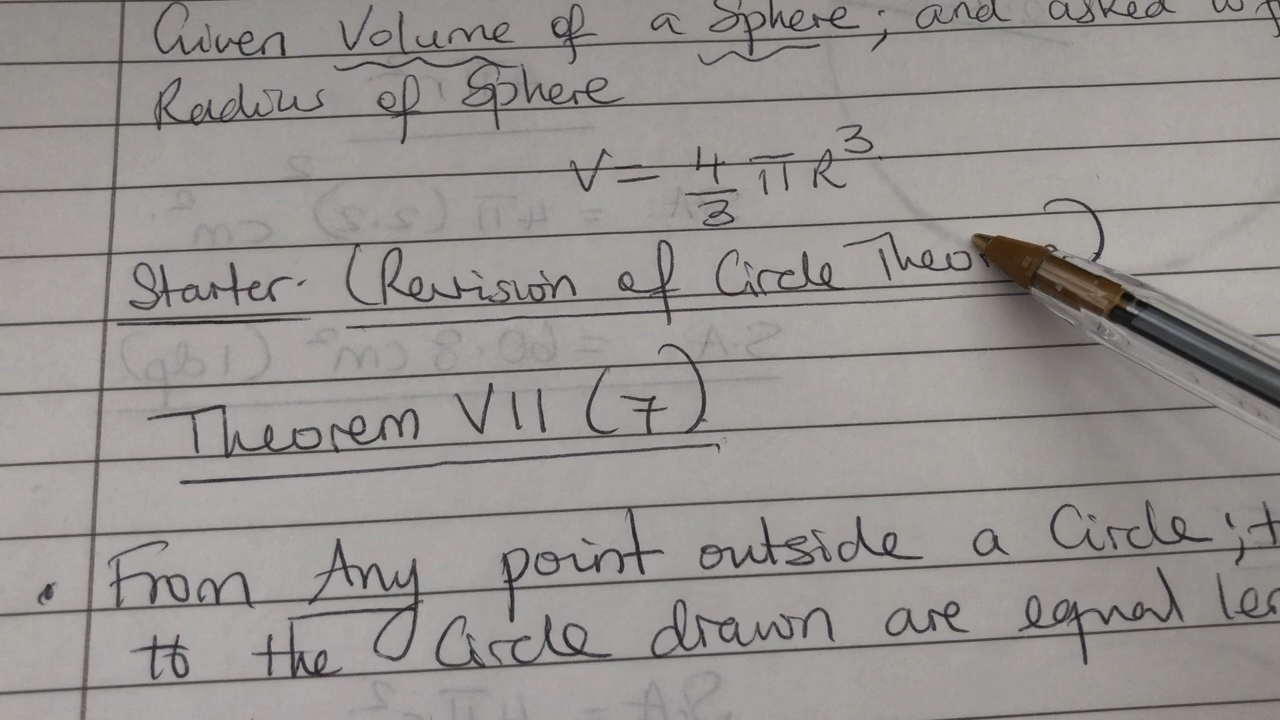 Given Volume of a Sphere; and asked
Radius of Sphere
V = 4/3 π R³
Starter. (Revision of Circle
Theorem VII (7)
• From Any point outside a Circle;
to the Circle drawn are equal